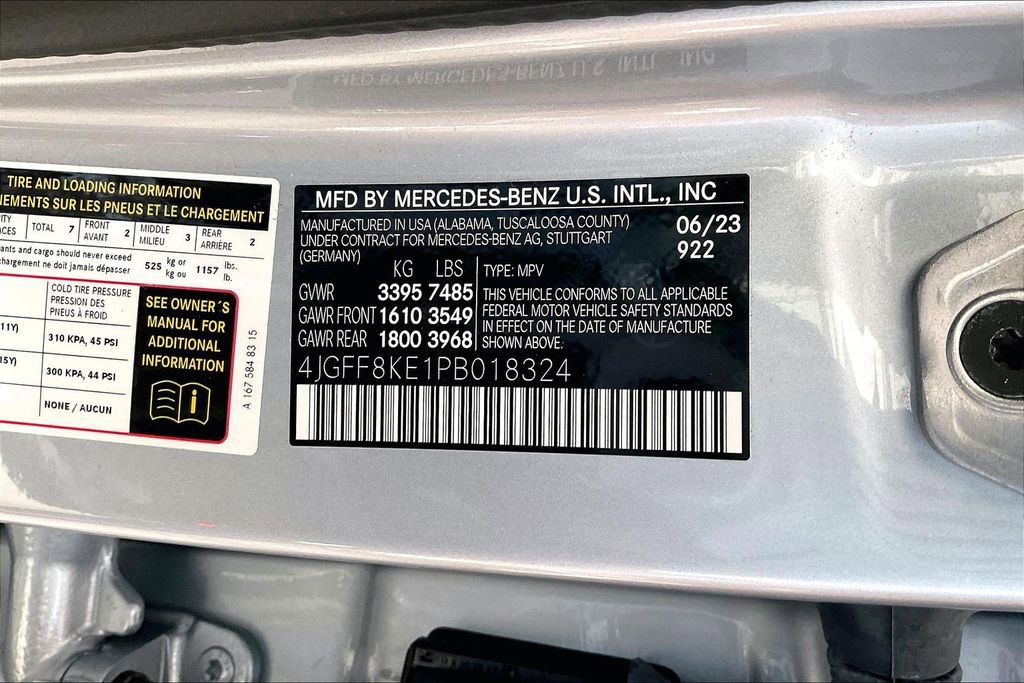 TIRE AND LOADING INFORMATION
NEMENTS SUR LES PNEUS ET LE CHARGEMENT
TOTAL 7 FRONT AVANT 2 MIDDLE MILIEU 3 REAR ARRIÈRE 2
ants and cargo should never exceed
chargement ne doit jamais dépasser
525 kg or kg ou 1157 lbs. lb.
COLD TIRE PRESSURE
PRESSION DES
PNEUS À FROID
310 KPA, 45 PSI
300 KPA, 44 PSI
NONE / AUCUN
SEE OWNER´S
MANUAL FOR
ADDITIONAL
INFORMATION
A 167 584 83 15
MFD BY MERCEDES-BENZ U.S. INTL., INC
MANUFACTURED IN USA (ALABAMA, TUSCALOOSA COUNTY) 06/23
UNDER CONTRACT FOR MERCEDES-BENZ AG, STUTTGART 922
(GERMANY)
KG LBS
GVWR 3395 7485
GAWR FRONT 1610 3549
GAWR REAR 1800 3968
TYPE: MPV
THIS VEHICLE CONFORMS TO ALL APPLICABLE
FEDERAL MOTOR VEHICLE SAFETY STANDARDS
IN EFFECT ON THE DATE OF MANUFACTURE
SHOWN ABOVE:
4JGFF8KE1PB018324